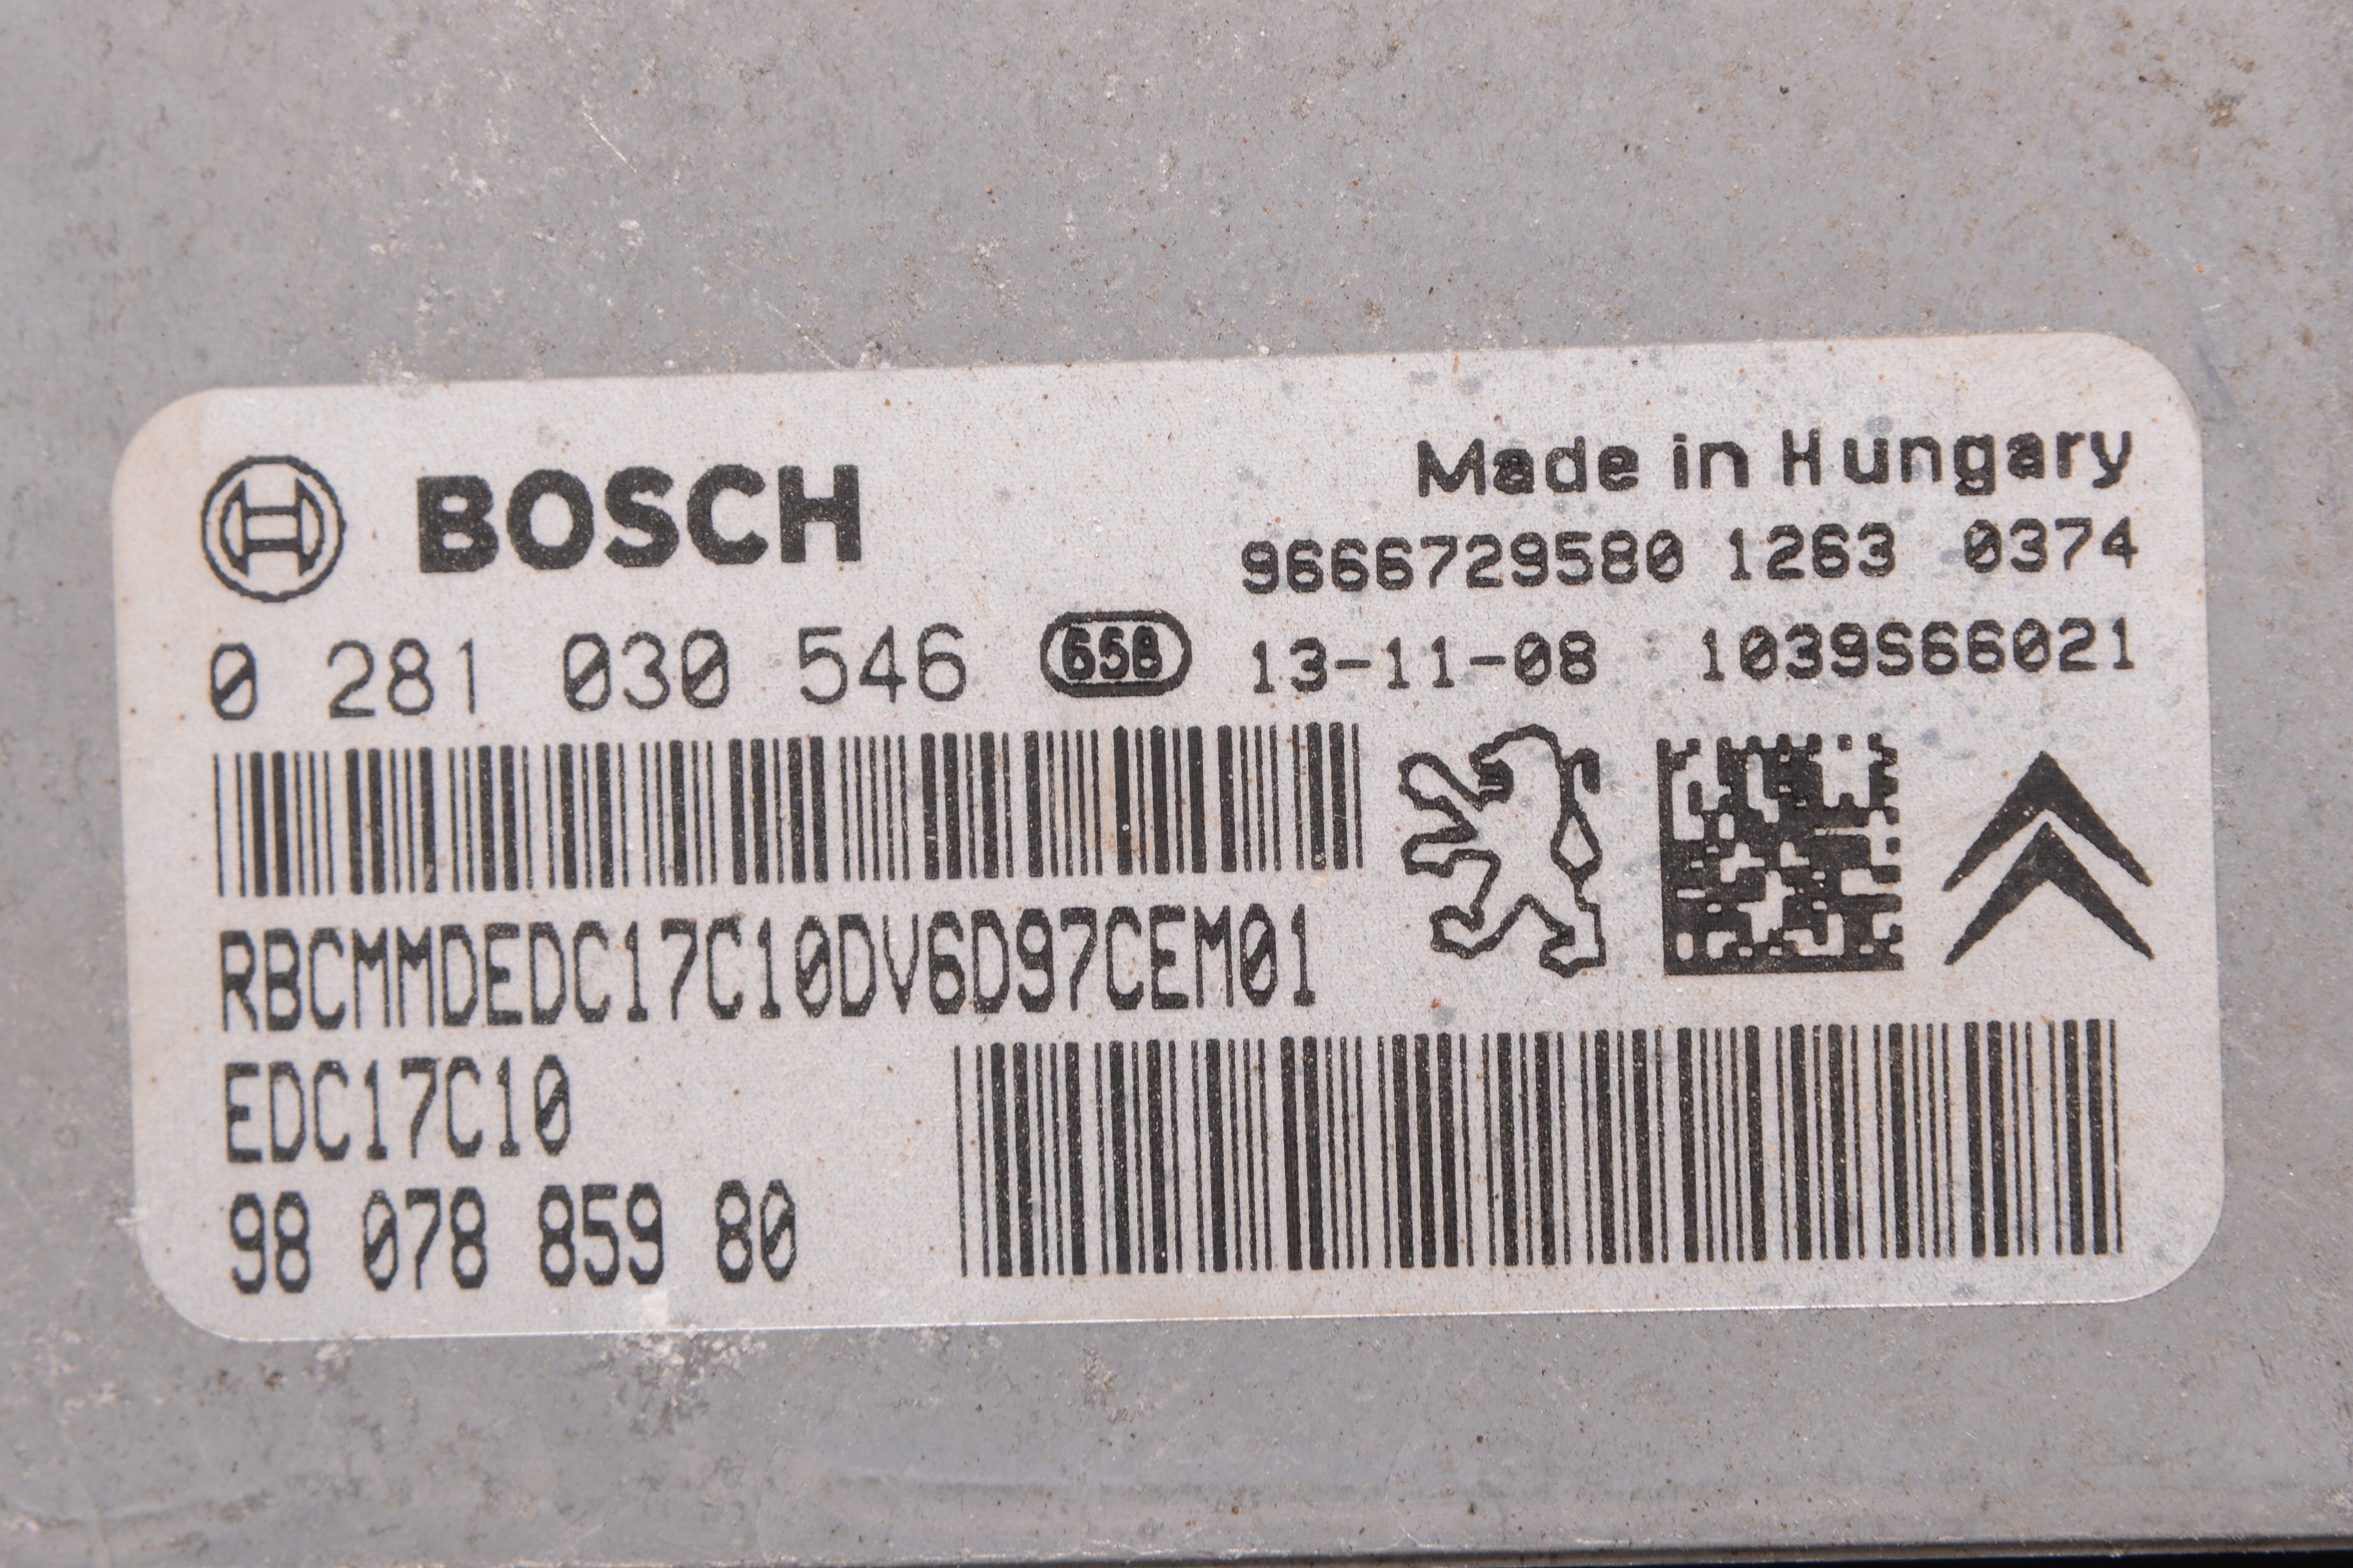 BOSCH
Made in Hungary
9666729580 1263 0374
0 281 030 546 658 13-11-08 1039S66021
RBCMMDEDC17C10DV6D97CEM01
EDC17C10
98 078 859 80